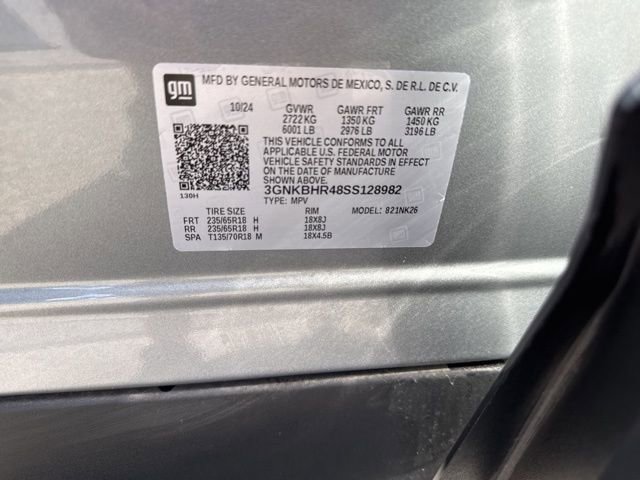 gm MFD BY GENERAL MOTORS DE MEXICO, S. DE R.L. DE C.V.
10/24 GVWR GAWR FRT GAWR RR
2722 KG 1350 KG 1450 KG
6001 LB 2976 LB 3196 LB
THIS VEHICLE CONFORMS TO ALL
APPLICABLE U.S. FEDERAL MOTOR
VEHICLE SAFETY STANDARDS IN EFFECT
ON THE DATE OF MANUFACTURE
SHOWN ABOVE.
3GNKBHR48SS128982
130H TYPE: MPV MODEL: 821NK26
TIRE SIZE RIM
FRT 235/65R18 H 18X8J
RR 235/65R18 H 18X8J
SPA T135/70R18 M 18X4.5B